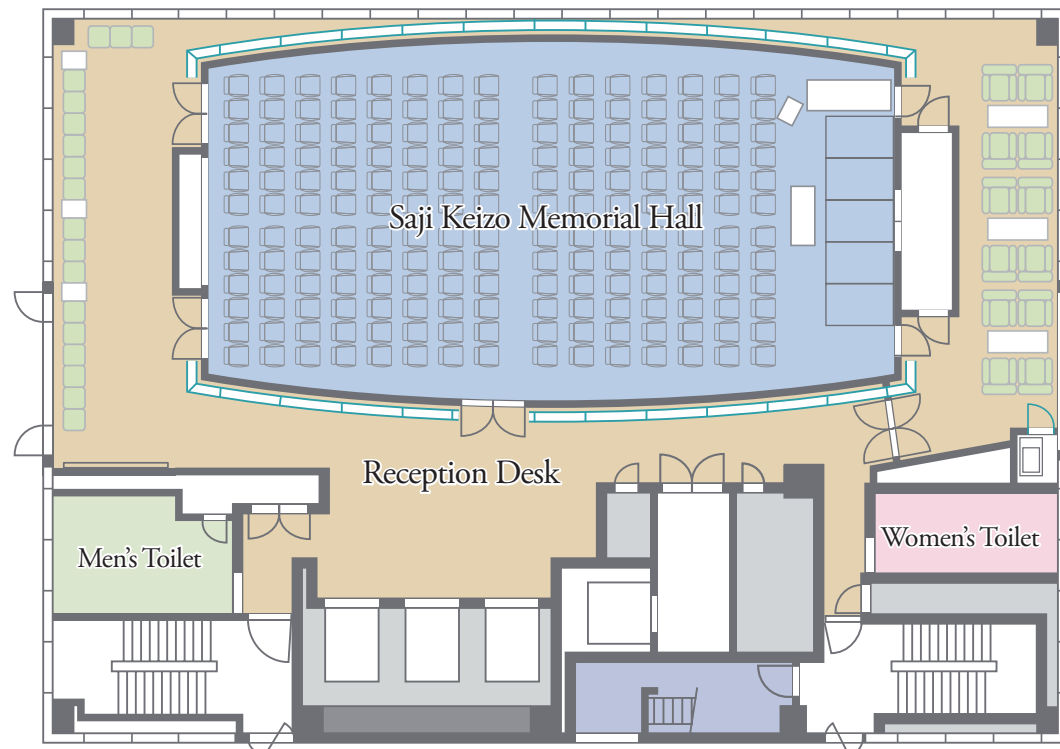 Saji Keizo Memorial Hall
Reception Desk
Men's Toilet
Women's Toilet